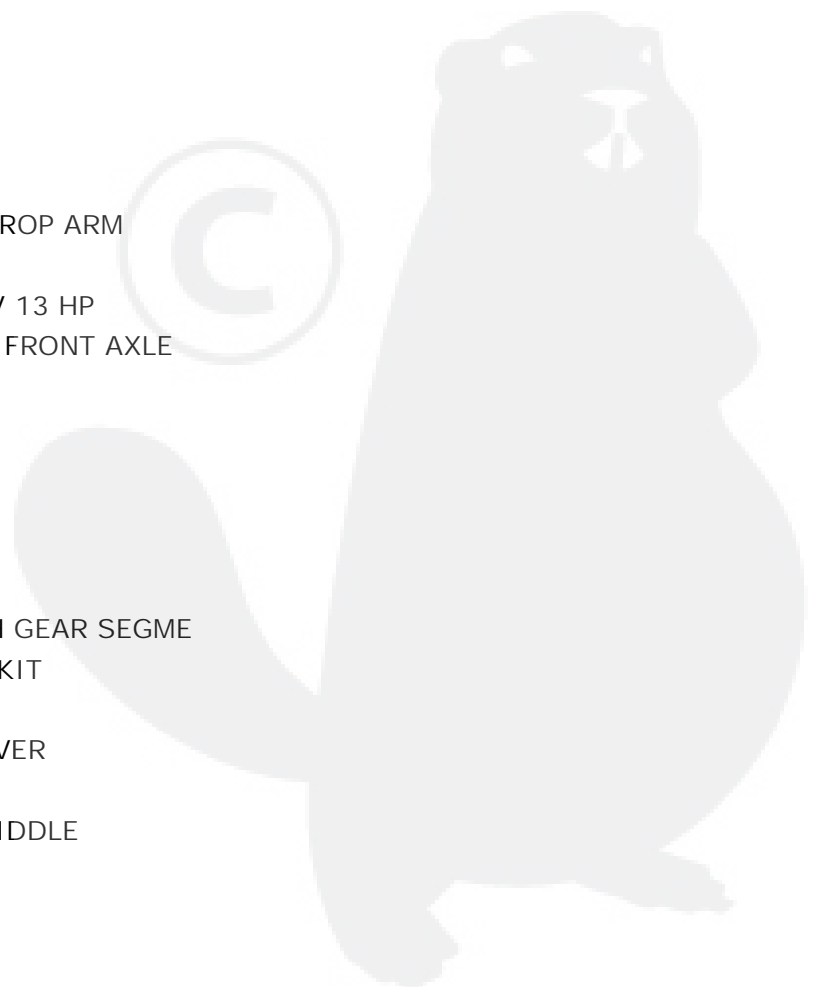 ROP ARM
©
/ 13 HP
FRONT AXLE
GEAR SEGME
KIT
VER
IDDLE